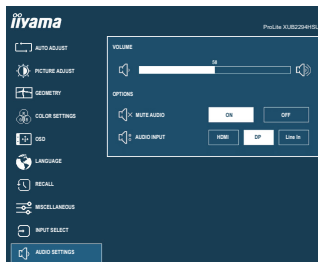 iiyama
ProLite XUB2294HSU
AUTO ADJUST
PICTURE ADJUST
GEOMETRY
COLOR SETTINGS
OSD
LANGUAGE
RECALL
MISCELLANEOUS
INPUT SELECT
AUDIO SETTINGS
VOLUME
OPTIONS
MUTE AUDIO
ON
OFF
AUDIO INPUT
HDMI
DP
Line In